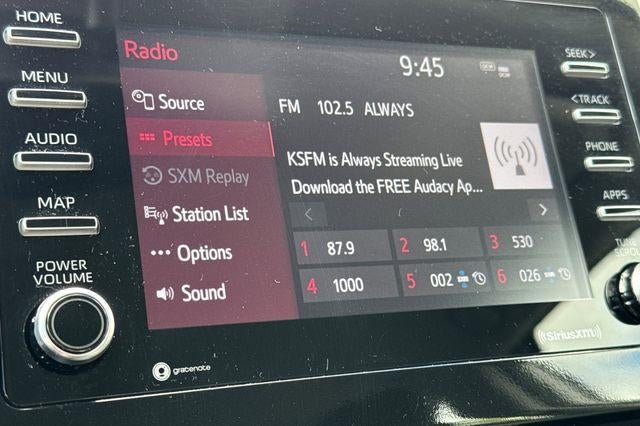 HOME
MENU
AUDIO
MAP
POWER
VOLUME
Radio
9:45
Source
Presets
SXM Replay
Station List
Options
Sound
FM 102.5 ALWAYS
KSFM is Always Streaming Live
Download the FREE Audacy Ap...
1 87.9 2 98.1 3 530
4 1000 5 002 6 026
SEEK>
<TRACK
PHONE
APPS
TUNE
SCROLL
gracenote
SiriusXM